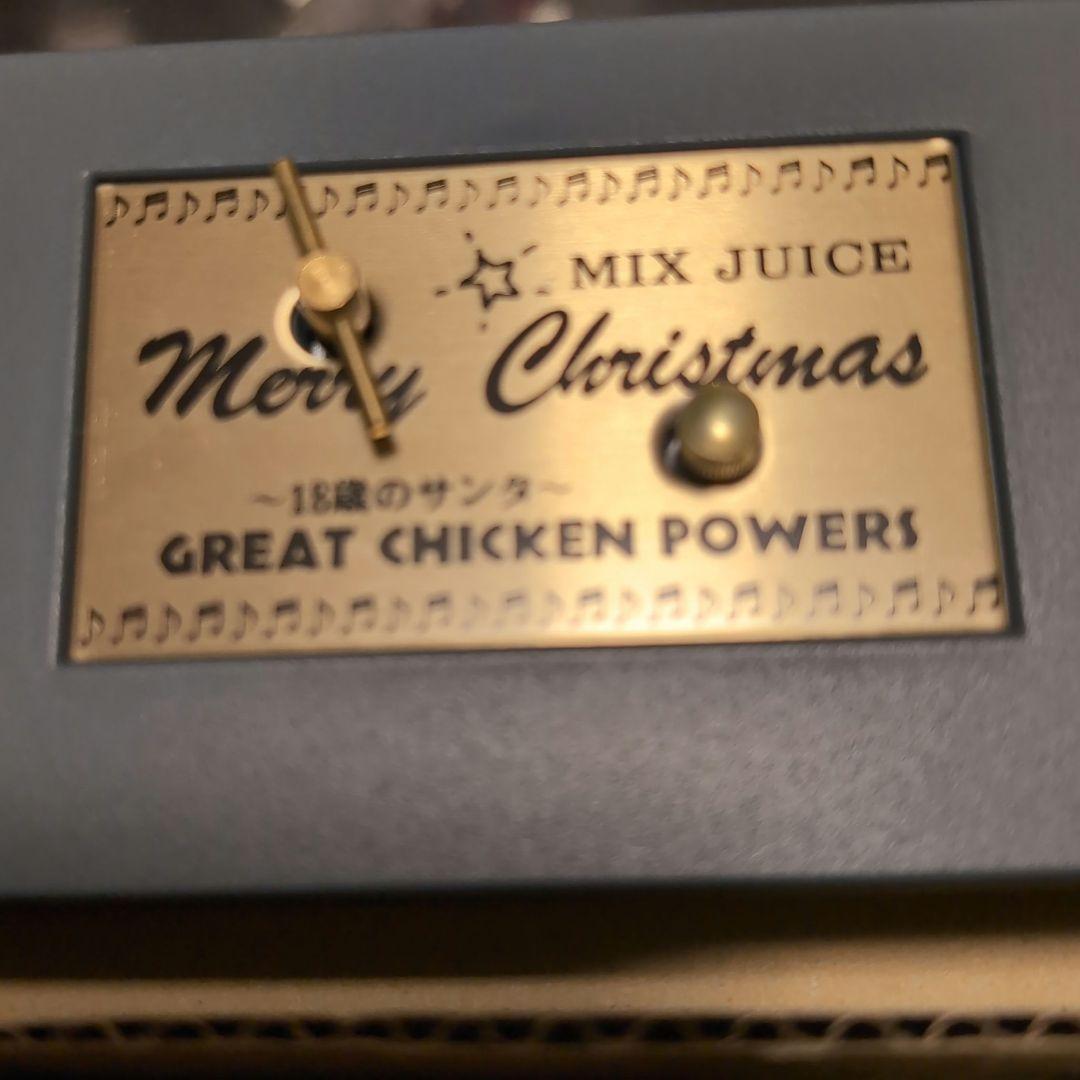 MIX JUICE
Merry Christmas
～18歳のサンタ～
GREAT CHICKEN POWERS